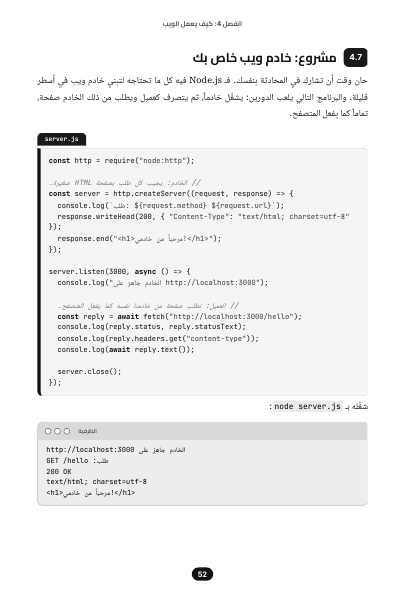 الفصل 4: كيف يعمل الويب
4.7 مشروع: خادم ويب خاص بك
حان وقت أن تشارك في المحادثة بنفسك. فـ Node.js فيه كل ما تحتاجه لتبني خادم ويب في أسطر
قليلة. والبرنامج التالي يلعب الدورين: يشغّل خادماً، ثم يتصرف كعميل ويطلب من ذلك الخادم صفحة،
تماماً كما يفعل المتصفح.
server.js
const http = require("node:http");
// الخادم: يجيب كل طلب بصفحة HTML صغيرة.
const server = http.createServer((request, response) => {
console.log(`طلب: ${request.method} ${request.url}`);
response.writeHead(200, { "Content-Type": "text/html; charset=utf-8"
});
response.end("<h1>مرحباً من خادمي!</h1>");
});
server.listen(3000, async () => {
console.log("الخادم جاهز على http://localhost:3000");
// العميل: نطلب صفحة من خادمنا نفسه كما يفعل المتصفح.
const reply = await fetch("http://localhost:3000/hello");
console.log(reply.status, reply.statusText);
console.log(reply.headers.get("content-type"));
console.log(await reply.text());
server.close();
});
شغّله بـ node server.js:
الطرفية
الخادم جاهز على http://localhost:3000
طلب: GET /hello
200 OK
text/html; charset=utf-8
<h1>مرحباً من خادمي!</h1>
52